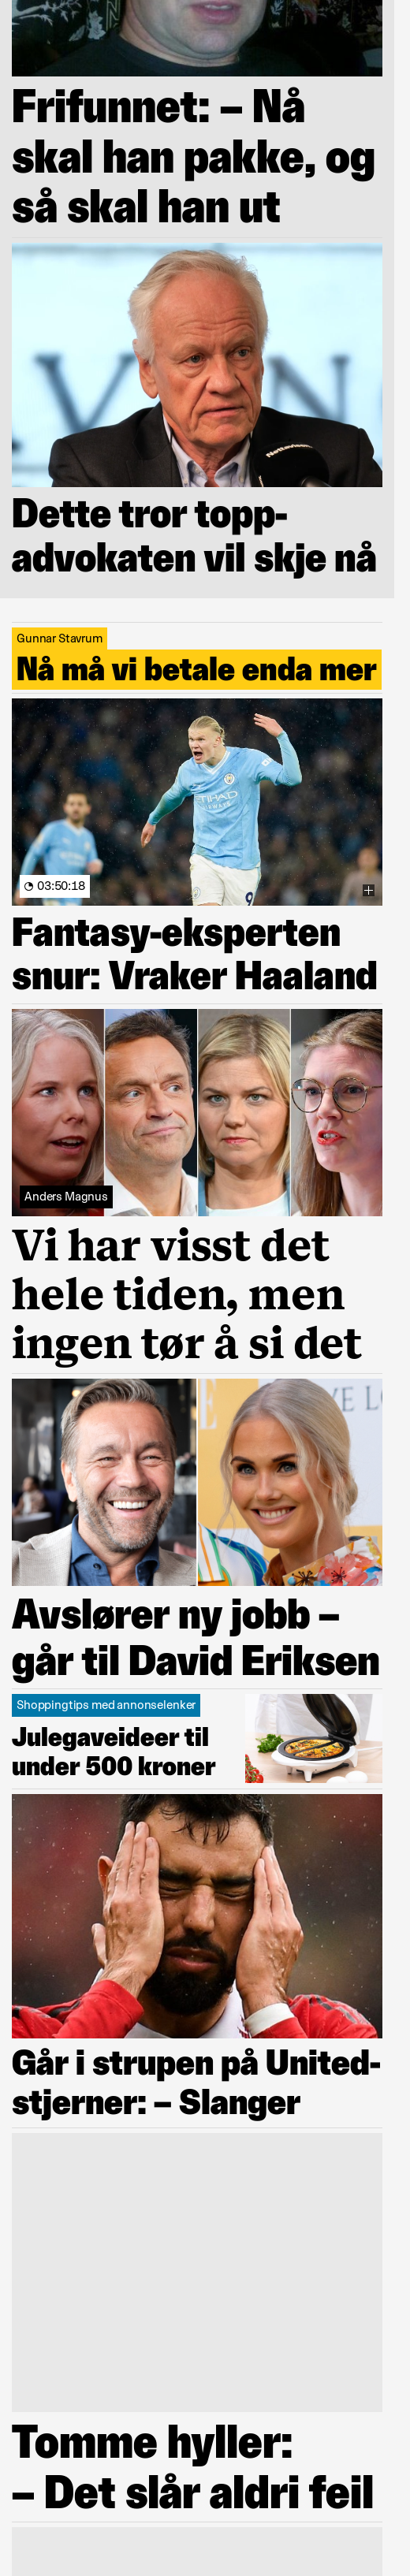 Frifunnet: – Nå
skal han pakke, og
så skal han ut
Nettavisen
Dette tror topp-
advokaten vil skje nå
Gunnar Stavrum
Nå må vi betale enda mer
ETIHAD
9
03:50:18
Fantasy-eksperten
snur: Vraker Haaland
Anders Magnus
Vi har visst det
hele tiden, men
ingen tør å si det
Avslører ny jobb –
går til David Eriksen
Shoppingtips med annonselenker
Julegaveideer til
under 500 kroner
Går i strupen på United-
stjerner: – Slanger
Tomme hyller:
– Det slår aldri feil